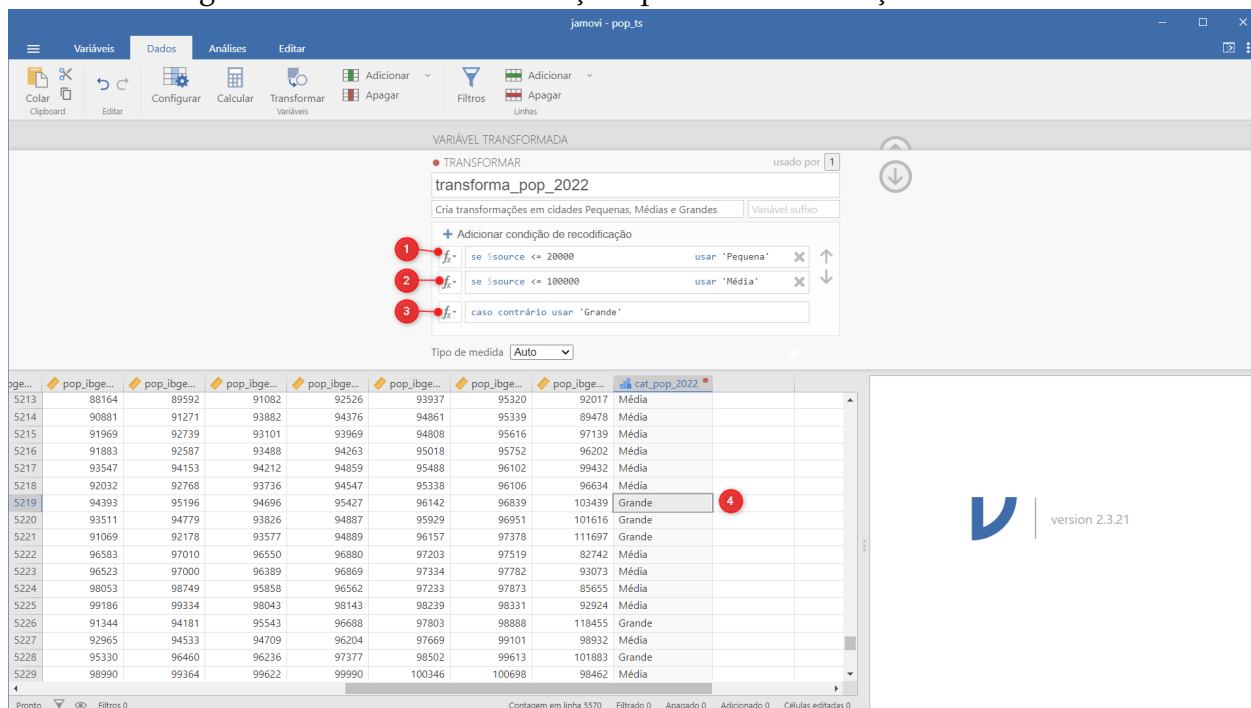 jamovi - pop_ts
Variáveis Dados Análises Editar
Colar Configurar Calcular Transformar Adicionar Apagar Filtros Adicionar Apagar
Clipboard Editar Variáveis Linhas
VARIÁVEL TRANSFORMADA
TRANSFORMAR usado por 1
transforma_pop_2022
Cria transformações em cidades Pequenas, Médias e Grandes Variável sufixo
+ Adicionar condição de recodificação
1 fx se $source <= 20000 usar 'Pequena'
2 fx se $source <= 100000 usar 'Média'
3 fx caso contrário usar 'Grande'
Tipo de medida Auto
pop_ibge... pop_ibge... pop_ibge... pop_ibge... pop_ibge... pop_ibge... pop_ibge... cat_pop_2022
5213 88164 89592 91082 92526 93937 95320 92017 Média
5214 90881 91271 93882 94376 94861 95339 89478 Média
5215 91969 92739 93101 93969 94808 95616 97139 Média
5216 91883 92587 93488 94263 95018 95752 96202 Média
5217 93547 94153 94212 94859 95488 96102 99432 Média
5218 92032 92768 93736 94547 95338 96106 96634 Média
5219 94393 95196 94696 95427 96142 96839 103439 Grande 4
5220 93511 94779 93826 94887 95929 96951 101616 Grande
5221 91069 92178 93577 94889 96157 97378 111697 Grande
5222 96583 97010 96550 96880 97203 97519 82742 Média
5223 96523 97000 96389 96869 97334 97782 93073 Média
5224 98053 98749 95858 96562 97233 97873 85655 Média
5225 99186 99334 98043 98143 98239 98331 92924 Média
5226 91344 94181 95543 96688 97803 98888 118455 Grande
5227 92965 94533 94709 96204 97669 99101 98932 Média
5228 95330 96460 96236 97377 98502 99613 101883 Grande
5229 98990 99364 99622 99990 100346 100698 98462 Média
version 2.3.21
Pronto Filtros 0 Contagem em linha 5570 Filtrado 0 Apagado 0 Adicionado 0 Células editadas 0